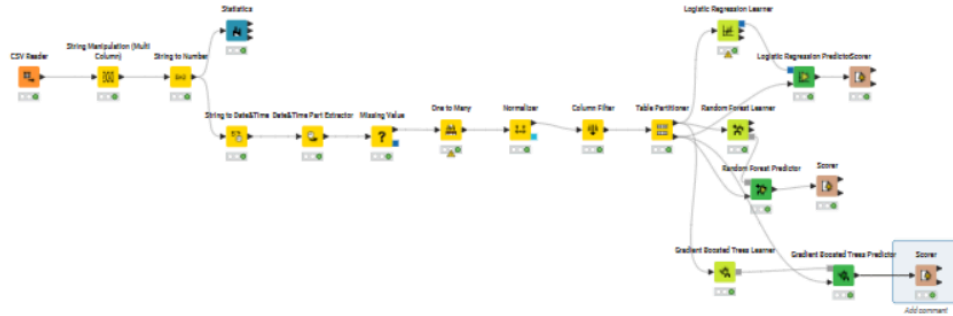 Statistics
Logistic Regression Learner
CSV Reader
String Manipulation (Multi
Column)
String to Number
Logistic Regression Predictor
Scorer
String to Date&Time
Date&Time Part Extractor
Missing Value
One to Many
Normalizer
Column Filter
Table Partitioner
Random Forest Learner
Random Forest Predictor
Scorer
Gradient Boosted Trees Learner
Gradient Boosted Trees Predictor
Scorer
Add comment